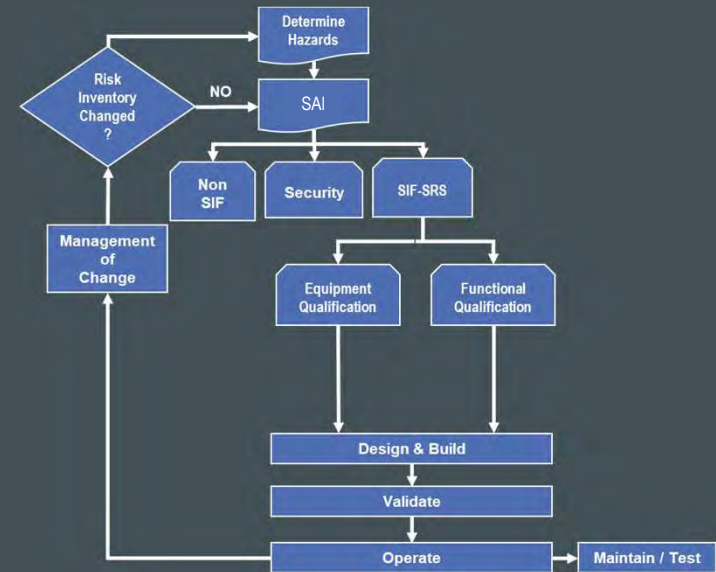 Determine
Hazards
Risk
Inventory
Changed
?
NO
SAI
Non
SIF
Security
SIF-SRS
Management
of
Change
Equipment
Qualification
Functional
Qualification
Design & Build
Validate
Operate
Maintain / Test